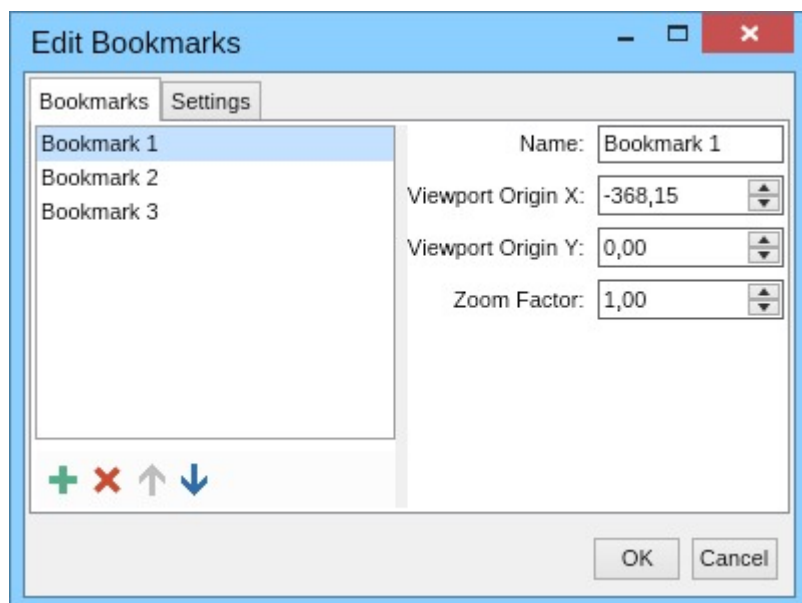 Edit Bookmarks
Bookmarks Settings
Bookmark 1
Bookmark 2
Bookmark 3
Name: Bookmark 1
Viewport Origin X: -368,15
Viewport Origin Y: 0,00
Zoom Factor: 1,00
OK Cancel